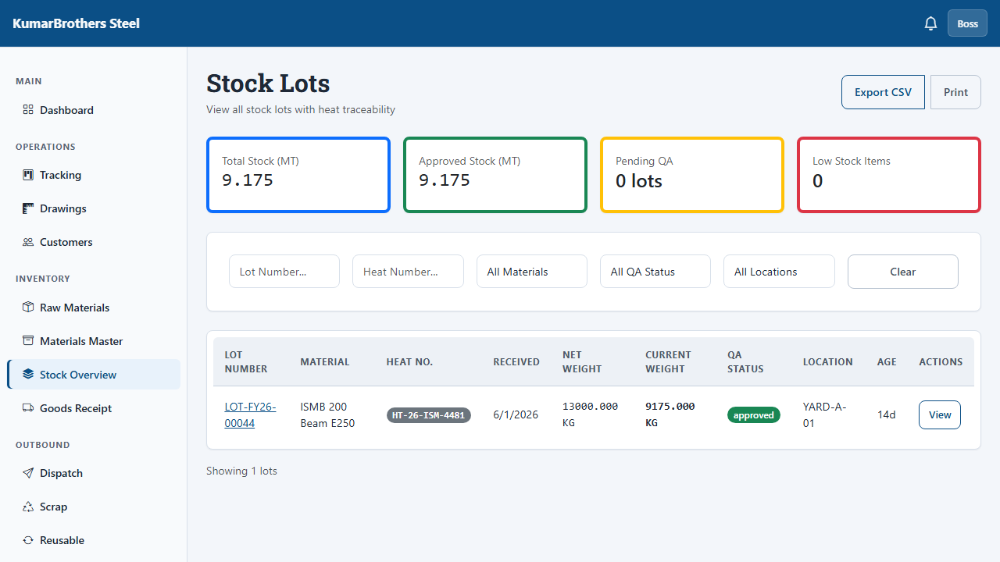 KumarBrothers Steel
Boss
MAIN
Dashboard
OPERATIONS
Tracking
Drawings
Customers
INVENTORY
Raw Materials
Materials Master
Stock Overview
Goods Receipt
OUTBOUND
Dispatch
Scrap
Reusable
Stock Lots
View all stock lots with heat traceability
Export CSV
Print
Total Stock (MT)
9.175
Approved Stock (MT)
9.175
Pending QA
0 lots
Low Stock Items
0
Lot Number...
Heat Number...
All Materials
All QA Status
All Locations
Clear
LOT
NUMBER
MATERIAL
HEAT NO.
RECEIVED
NET
WEIGHT
CURRENT
WEIGHT
QA
STATUS
LOCATION
AGE
ACTIONS
LOT-FY26-
00044
ISMB 200
Beam E250
HT-26-ISM-4481
6/1/2026
13000.000
KG
9175.000
KG
approved
YARD-A-
01
14d
View
Showing 1 lots